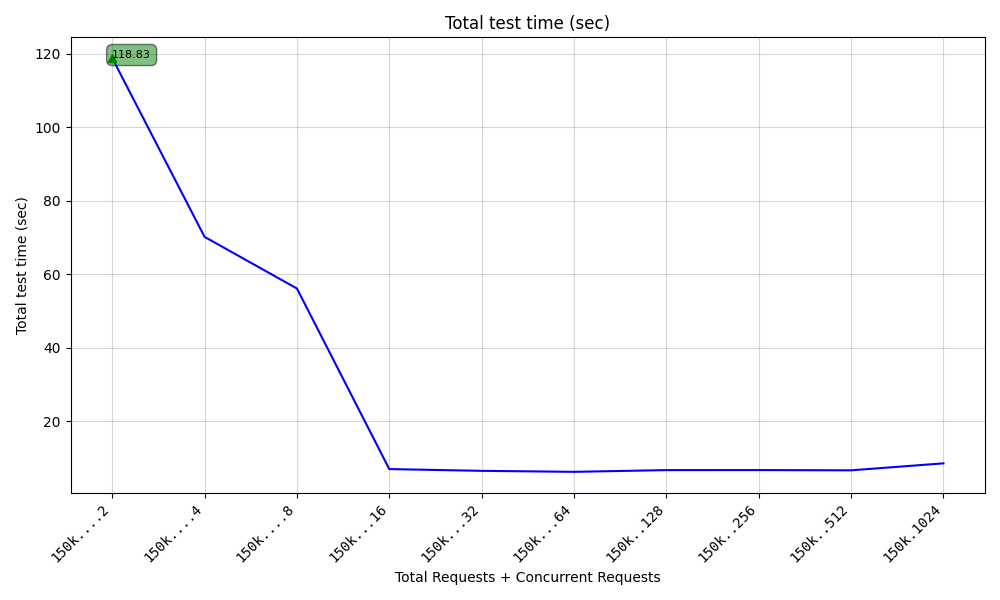 Total test time (sec)
118.83
120
100
80
60
40
20
Total test time (sec)
150k....2
150k....4
150k....8
150k...16
150k...32
150k...64
150k..128
150k..256
150k..512
150k.1024
Total Requests + Concurrent Requests